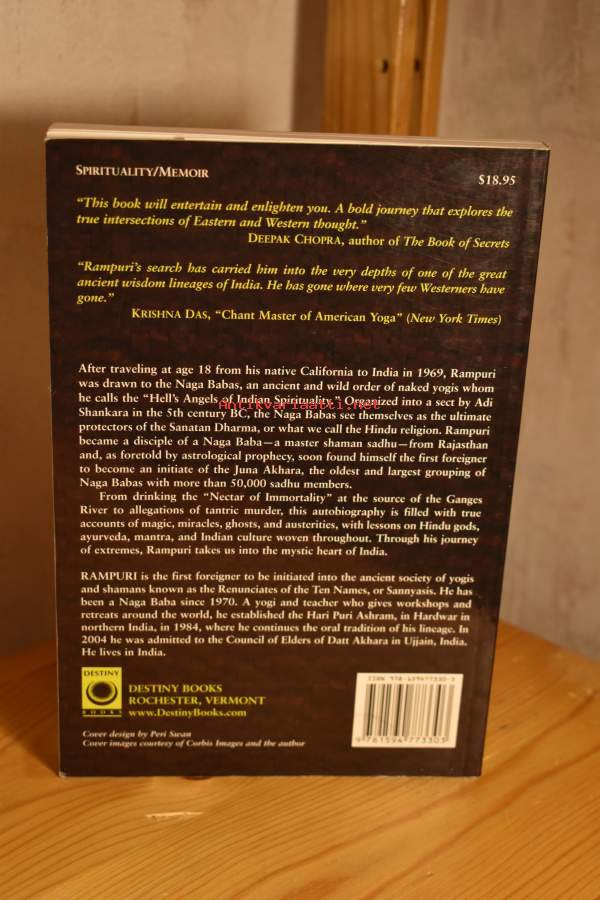 SPIRITUALITY/MEMOIR
$18.95
“This book will entertain and enlighten you. A bold journey that explores the
true intersections of Eastern and Western thought.”
DEEPAK CHOPRA, author of The Book of Secrets
“Rampuri’s search has carried him into the very depths of one of the great
ancient wisdom lineages of India. He has gone where very few Westerners have
gone.”
KRISHNA DAS, “Chant Master of American Yoga” (New York Times)
After traveling at age 18 from his native California to India in 1969, Rampuri
was drawn to the Naga Babas, an ancient and wild order of naked yogis whom
he calls the “Hell’s Angels of Indian Spirituality.” Organized into a sect by Adi
Antikvariaatti.net
Shankara in the 5th century BC, the Naga Babas see themselves as the ultimate
protectors of the Sanatan Dharma, or what we call the Hindu religion. Rampuri
became a disciple of a Naga Baba—a master shaman sadhu—from Rajasthan
and, as foretold by astrological prophecy, soon found himself the first foreigner
to become an initiate of the Juna Akhara, the oldest and largest grouping of
Naga Babas with more than 50,000 sadhu members.
From drinking the “Nectar of Immortality” at the source of the Ganges
River to allegations of tantric murder, this autobiography is filled with true
accounts of magic, miracles, ghosts, and austerities, with lessons on Hindu gods,
ayurveda, mantra, and Indian culture woven throughout. Through his journey
of extremes, Rampuri takes us into the mystic heart of India.
RAMPURI is the first foreigner to be initiated into the ancient society of yogis
and shamans known as the Renunciates of the Ten Names, or Sannyasis. He has
been a Naga Baba since 1970. A yogi and teacher who gives workshops and
retreats around the world, he established the Hari Puri Ashram, in Hardwar in
northern India, in 1984, where he continues the oral tradition of his lineage. In
2004 he was admitted to the Council of Elders of Datt Akhara in Ujjain, India.
He lives in India.
DESTINY
BOOKS
DESTINY BOOKS
ROCHESTER, VERMONT
www.DestinyBooks.com
ISBN 978-159477330-3
9781594773303
Cover design by Peri Swan
Cover images courtesy of Corbis Images and the author